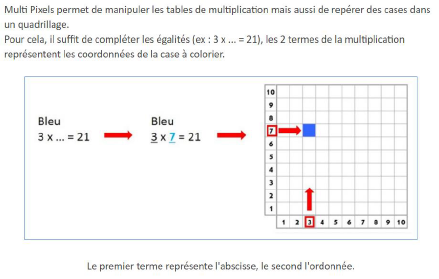 Multi Pixels permet de manipuler les tables de multiplication mais aussi de repérer des cases dans
un quadrillage.
Pour cela, il suffit de compléter les égalités (ex : 3 x ... = 21), les 2 termes de la multiplication
représentent les coordonnées de la case à colorier.
Bleu
3 x ... = 21
Bleu
3 x 7 = 21
10
9
8
7
6
5
4
3
2
1
1 2 3 4 5 6 7 8 9 10
Le premier terme représente l'abscisse, le second l'ordonnée.